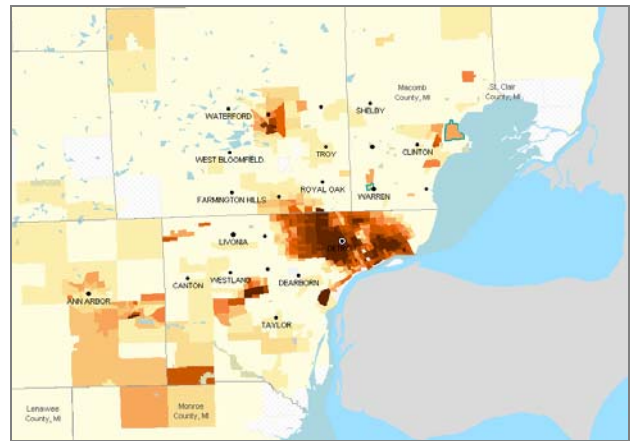 Macomb
County, MI
St. Clair
County, MI
SHELBY
WATERFORD
TROY
CLINTON
WEST BLOOMFIELD
ROYAL OAK
WARREN
FARMINGTON HILLS
LIVONIA
CANTON
WESTLAND
DEARBORN
ANN ARBOR
TAYLOR
Lenawee
County, MI
Monroe
County, MI